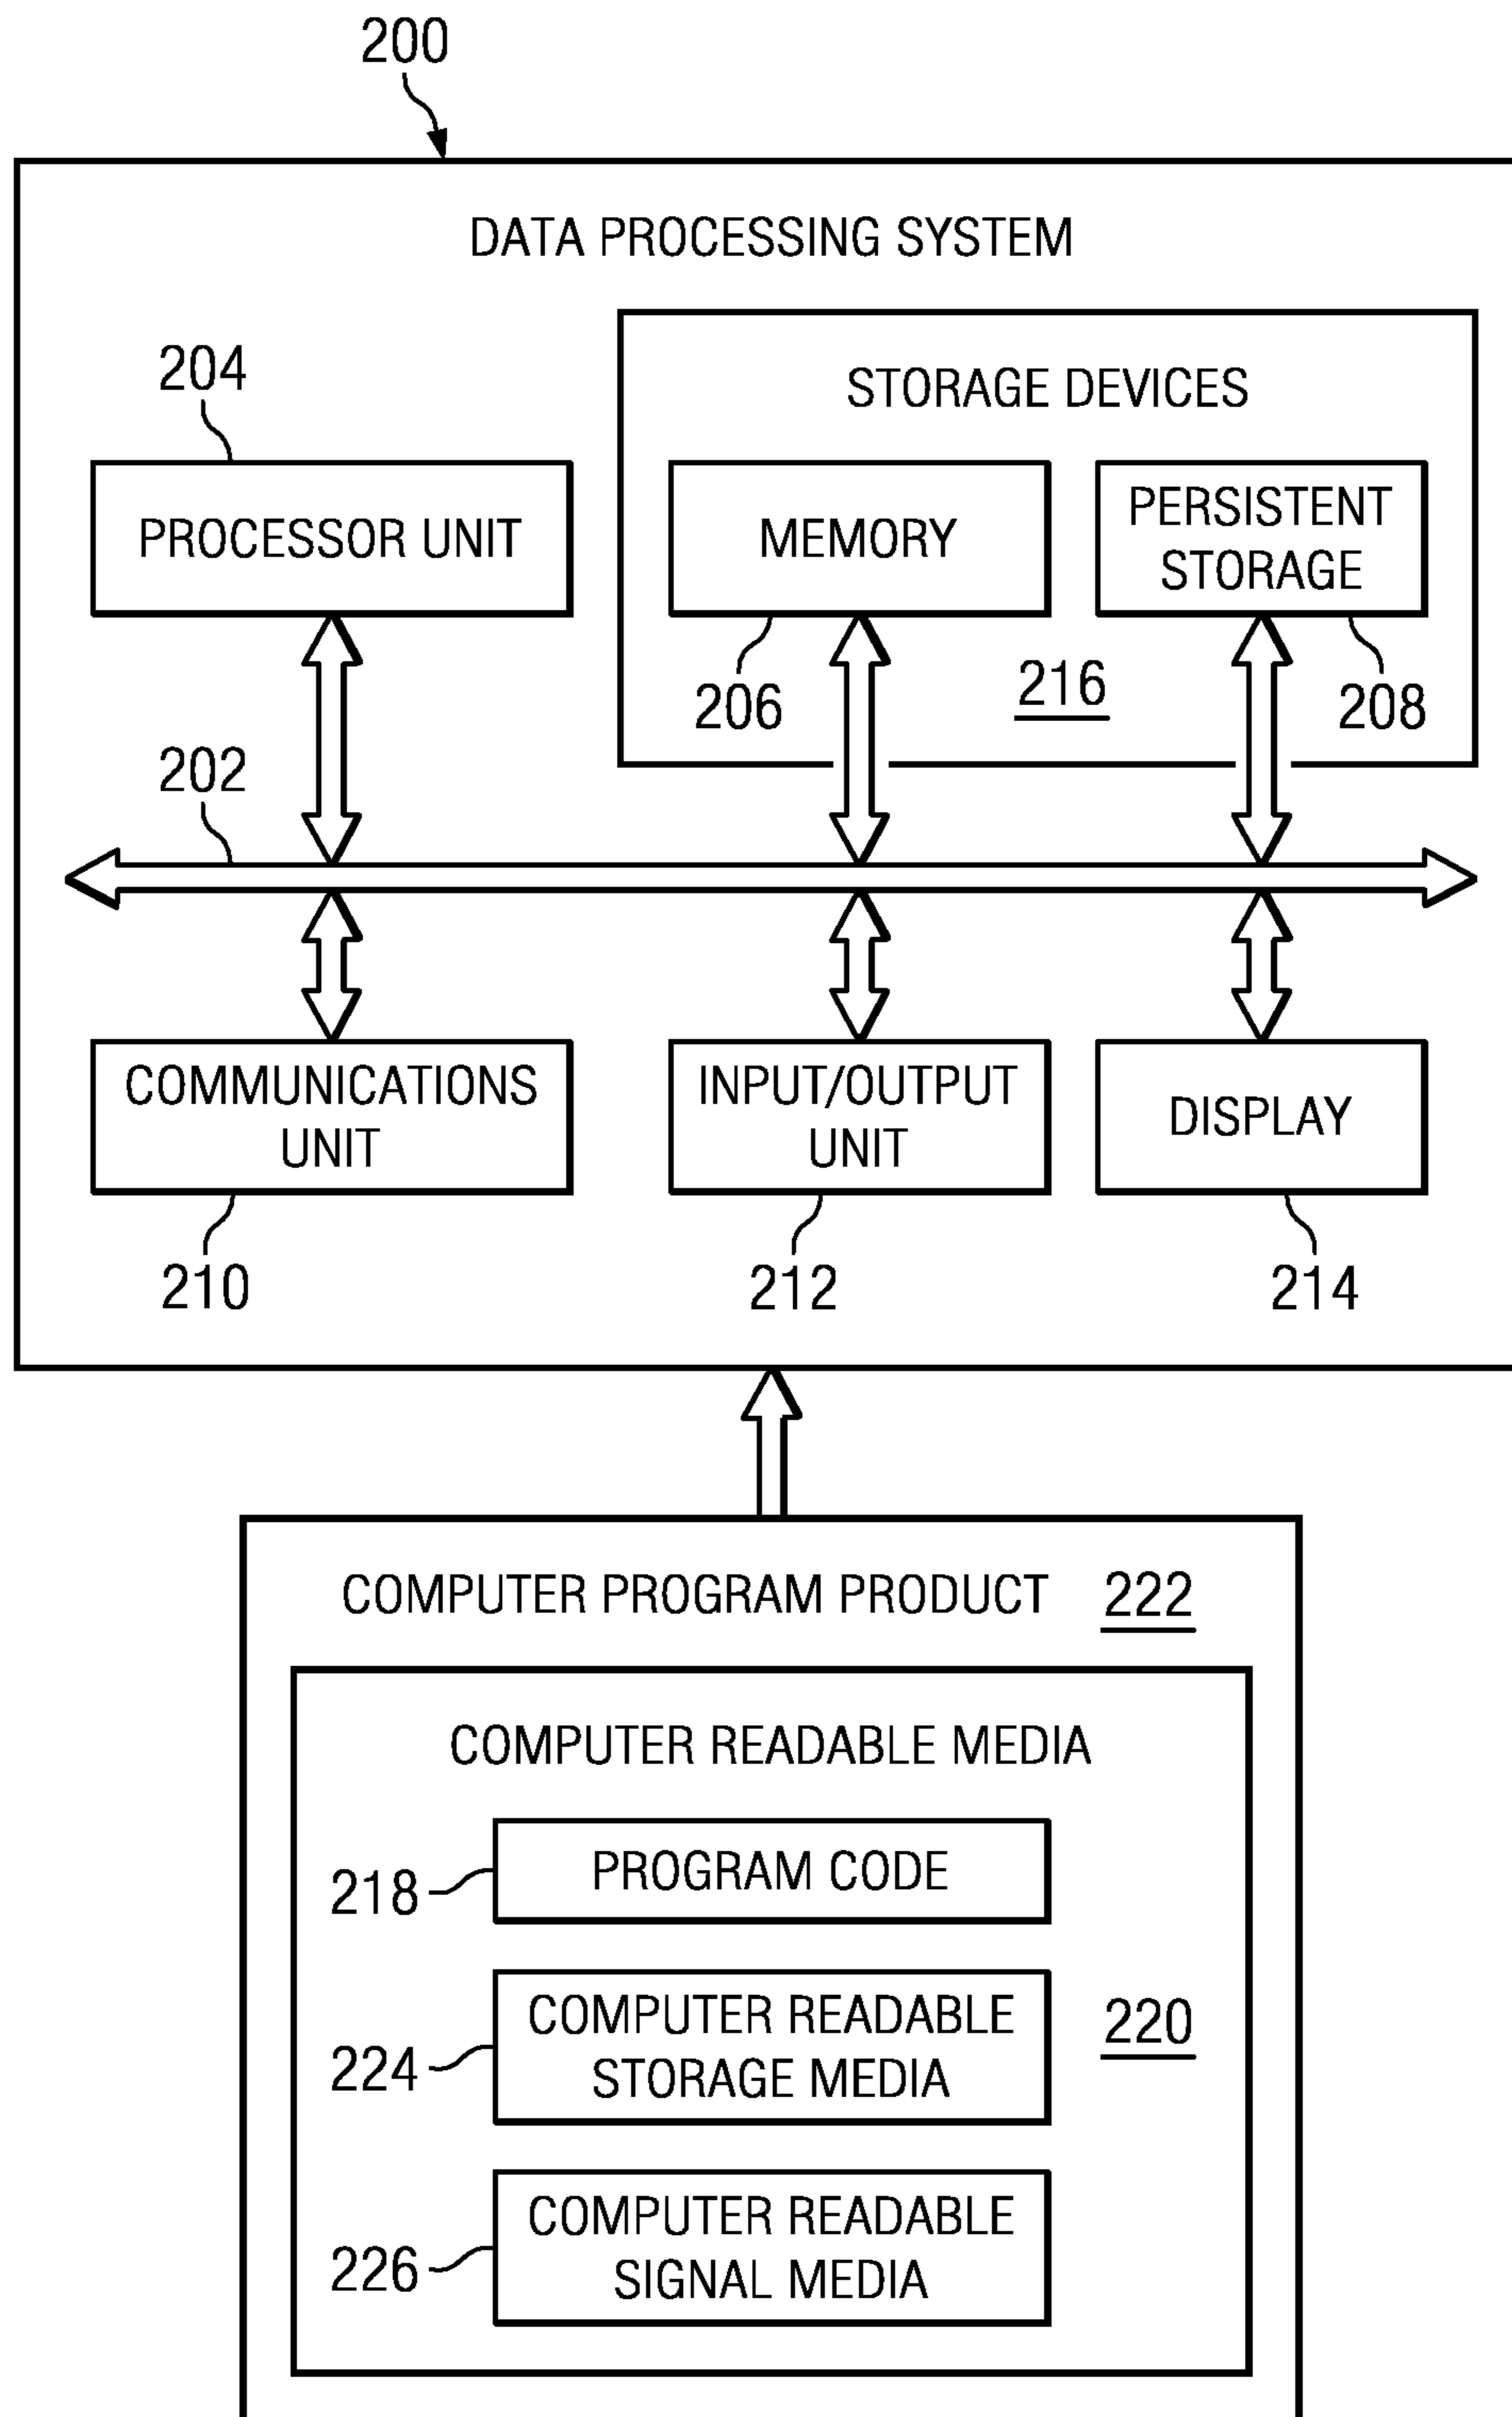 200
DATA PROCESSING SYSTEM
204
STORAGE DEVICES
PROCESSOR UNIT
MEMORY
PERSISTENT
STORAGE
206
216
208
202
COMMUNICATIONS
UNIT
INPUT/OUTPUT
UNIT
DISPLAY
210
212
214
COMPUTER PROGRAM PRODUCT 222
COMPUTER READABLE MEDIA
218
PROGRAM CODE
224
COMPUTER READABLE
STORAGE MEDIA
220
226
COMPUTER READABLE
SIGNAL MEDIA